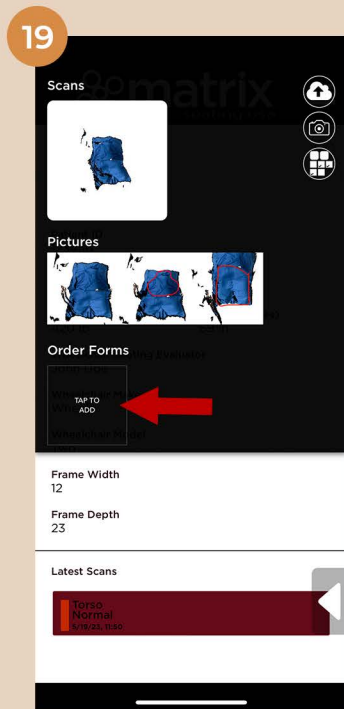 19
matrix
Scans
Pictures
Order Forms
TAP TO
ADD
Frame Width
12
Frame Depth
23
Latest Scans
Torso
Normal